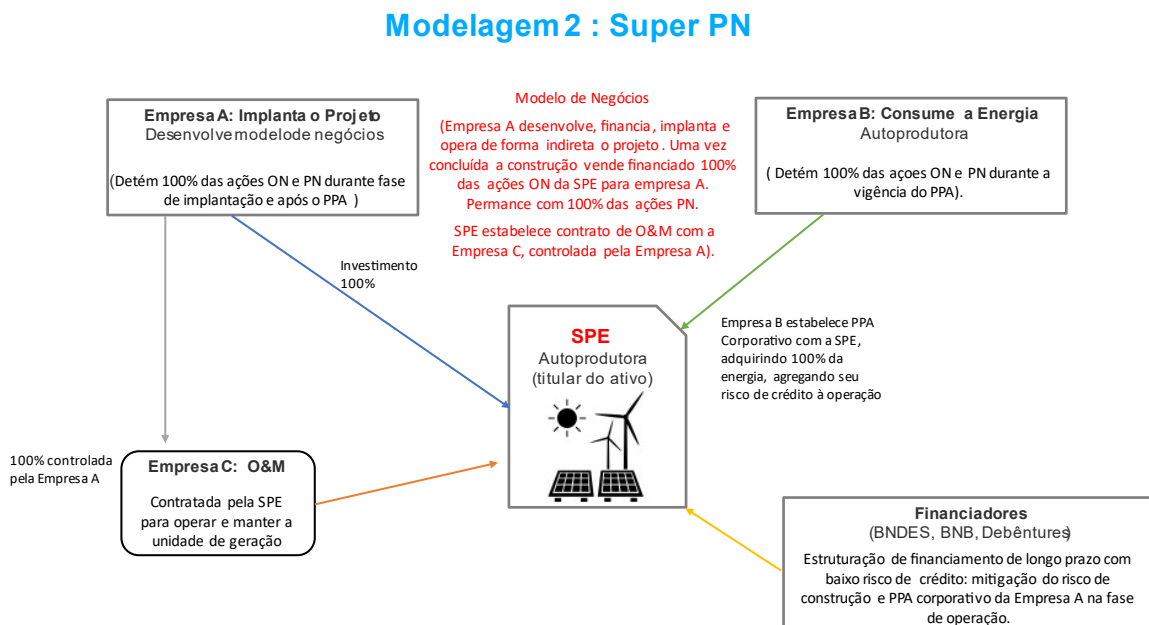 Modelagem 2 : Super PN
Empresa A: Implanta o Projeto
Desenvolve modelo de negócios
(Detém 100% das ações ON e PN durante fase
de implantação e após o PPA )
Modelo de Negócios
(Empresa A desenvolve, financia, implanta e
opera de forma indireta o projeto . Uma vez
concluída a construção vende financiado 100%
das ações ON da SPE para empresa A.
Permance com 100% das ações PN.
SPE estabelece contrato de O&M com a
Empresa C, controlada pela Empresa A).
Empresa B: Consume a Energia
Autoprodutora
( Detém 100% das açoes ON e PN durante a
vigência do PPA).
Investimento
100%
SPE
Autoprodutora
(titular do ativo)
Empresa B estabelece PPA
Corporativo com a SPE,
adquirindo 100% da
energia, agregando seu
risco de crédito à operação
100% controlada
pela Empresa A
Empresa C: O&M
Contratada pela SPE
para operar e manter a
unidade de geração
Financiadores
(BNDES, BNB, Debêntures)
Estruturação de financiamento de longo prazo com
baixo risco de crédito: mitigação do risco de
construção e PPA corporativo da Empresa A na fase
de operação.